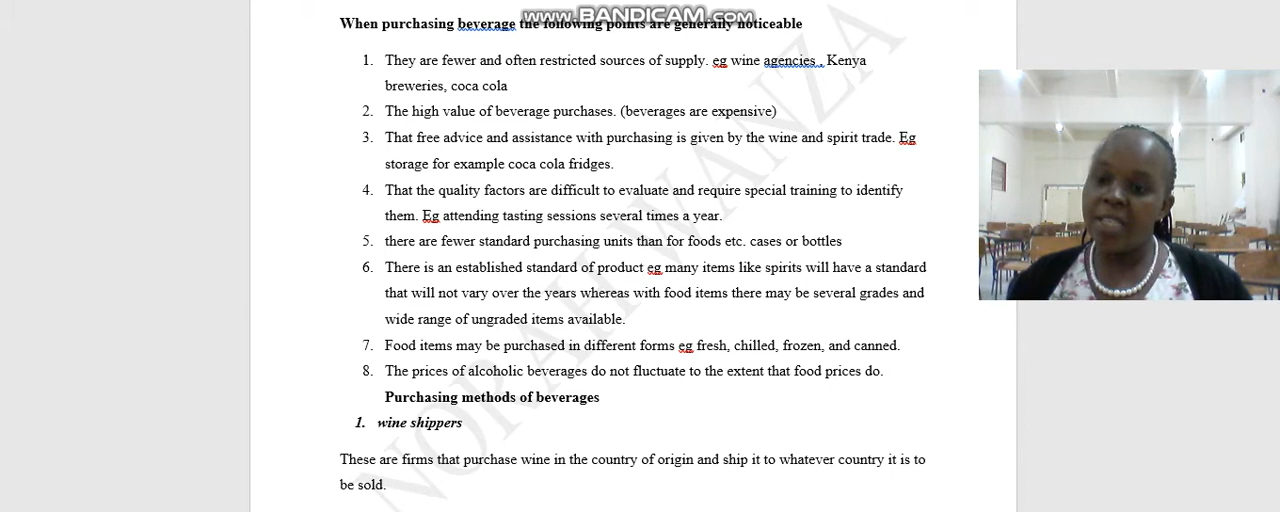 www.BANDICAM.com
When purchasing beverage the following points are generally noticeable
1. They are fewer and often restricted sources of supply. eg wine agencies , Kenya
breweries, coca cola
2. The high value of beverage purchases. (beverages are expensive)
3. That free advice and assistance with purchasing is given by the wine and spirit trade. Eg
storage for example coca cola fridges.
4. That the quality factors are difficult to evaluate and require special training to identify
them. Eg attending tasting sessions several times a year.
5. there are fewer standard purchasing units than for foods etc. cases or bottles
6. There is an established standard of product eg many items like spirits will have a standard
that will not vary over the years whereas with food items there may be several grades and
wide range of ungraded items available.
7. Food items may be purchased in different forms eg fresh, chilled, frozen, and canned.
8. The prices of alcoholic beverages do not fluctuate to the extent that food prices do.
Purchasing methods of beverages
1. wine shippers
These are firms that purchase wine in the country of origin and ship it to whatever country it is to
be sold.
NORAH WANZA